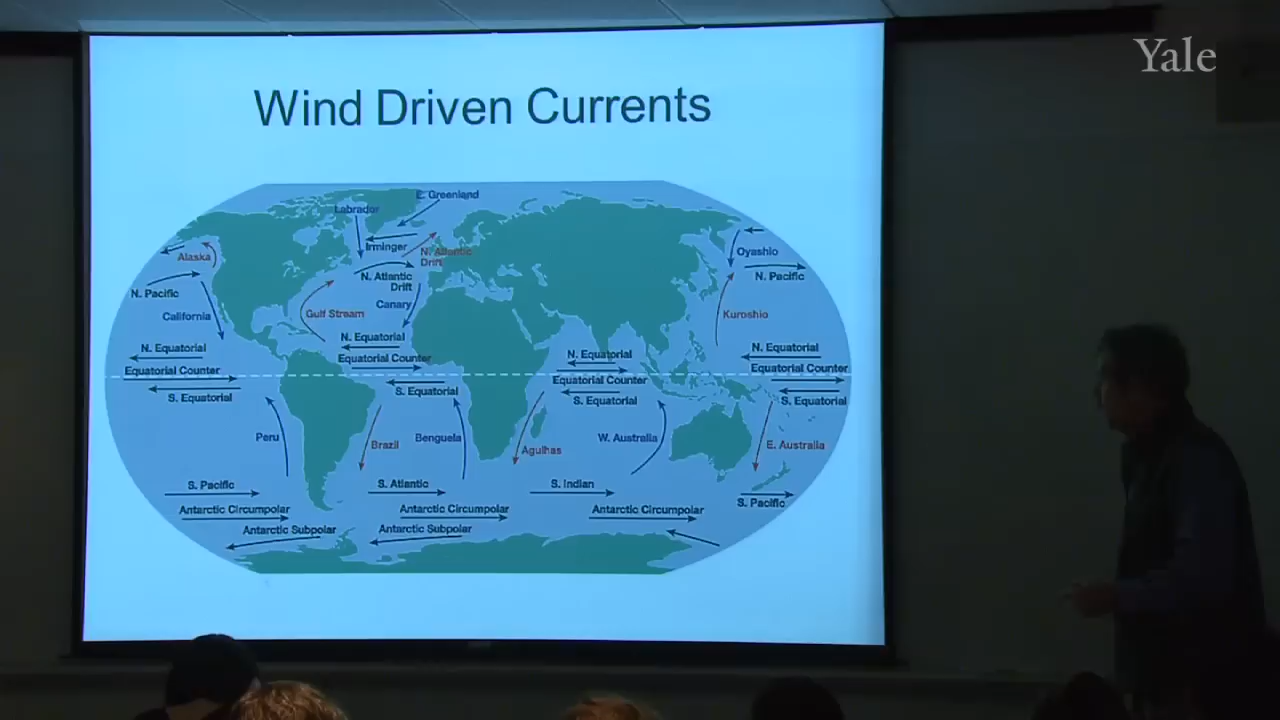 Yale
Wind Driven Currents
E. Greenland
Labrador
Irminger
N. Atlantic
Drift
Alaska
Oyashio
N. Pacific
N. Atlantic
Drift
N. Pacific
Canary
California
Gulf Stream
Kuroshio
N. Equatorial
N. Equatorial
N. Equatorial
N. Equatorial
Equatorial Counter
Equatorial Counter
Equatorial Counter
Equatorial Counter
S. Equatorial
S. Equatorial
S. Equatorial
S. Equatorial
Peru
Brazil
Benguela
Agulhas
W. Australia
E. Australia
S. Pacific
S. Atlantic
S. Indian
S. Pacific
Antarctic Circumpolar
Antarctic Circumpolar
Antarctic Circumpolar
Antarctic Subpolar
Antarctic Subpolar